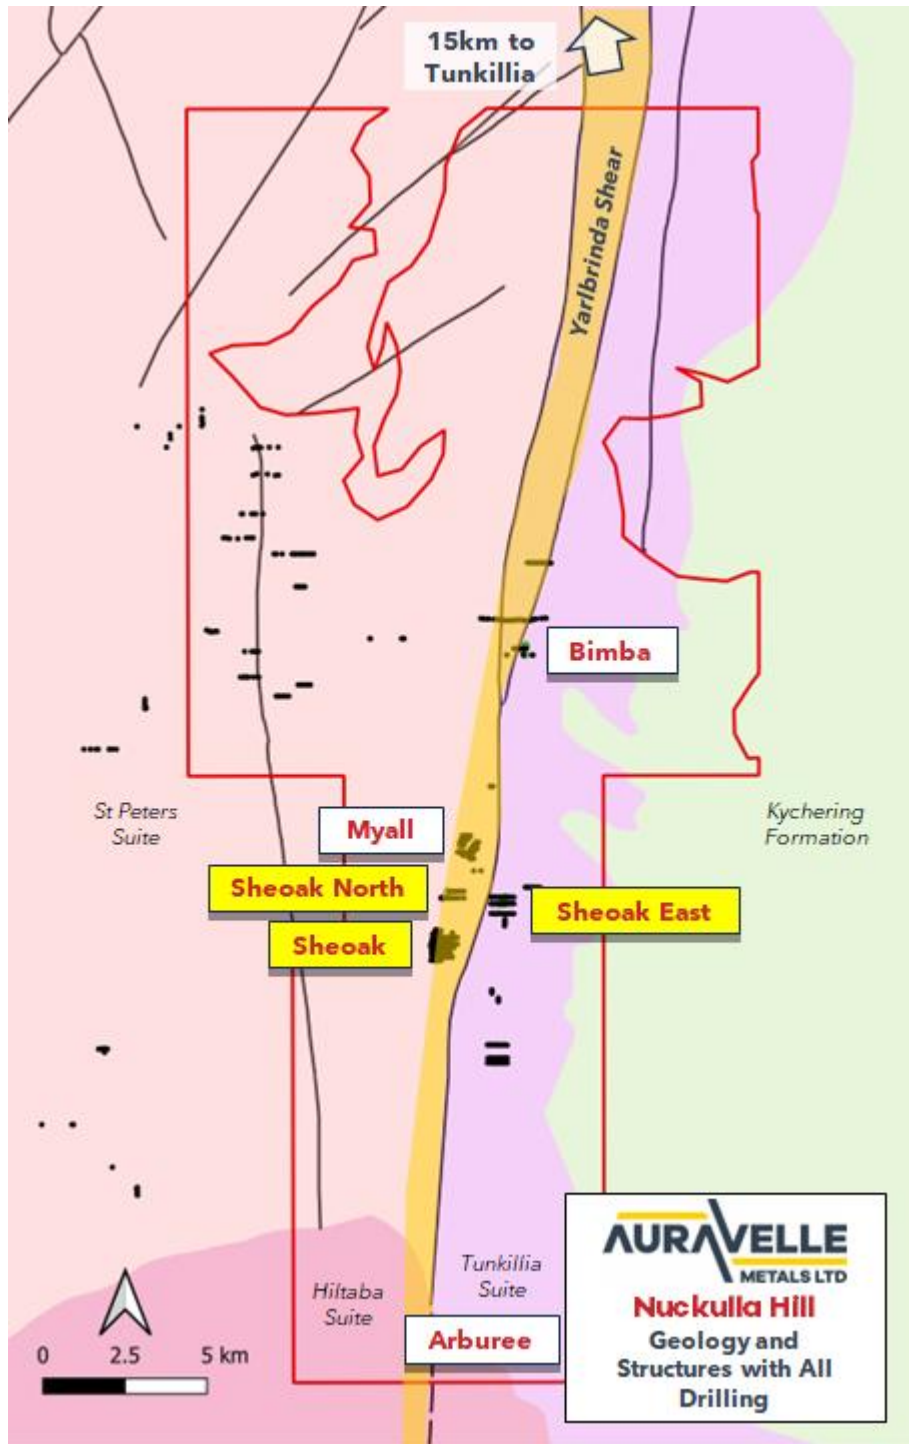 15km to
Tunkillia
Yarlbrinda Shear
Bimba
St Peters
Suite
Kychering
Formation
Myall
Sheoak North
Sheoak East
Sheoak
Hiltaba
Suite
Tunkillia
Suite
Arburee
0 2.5 5 km
AURAVELLE
METALS LTD
Nuckulla Hill
Geology and
Structures with All
Drilling